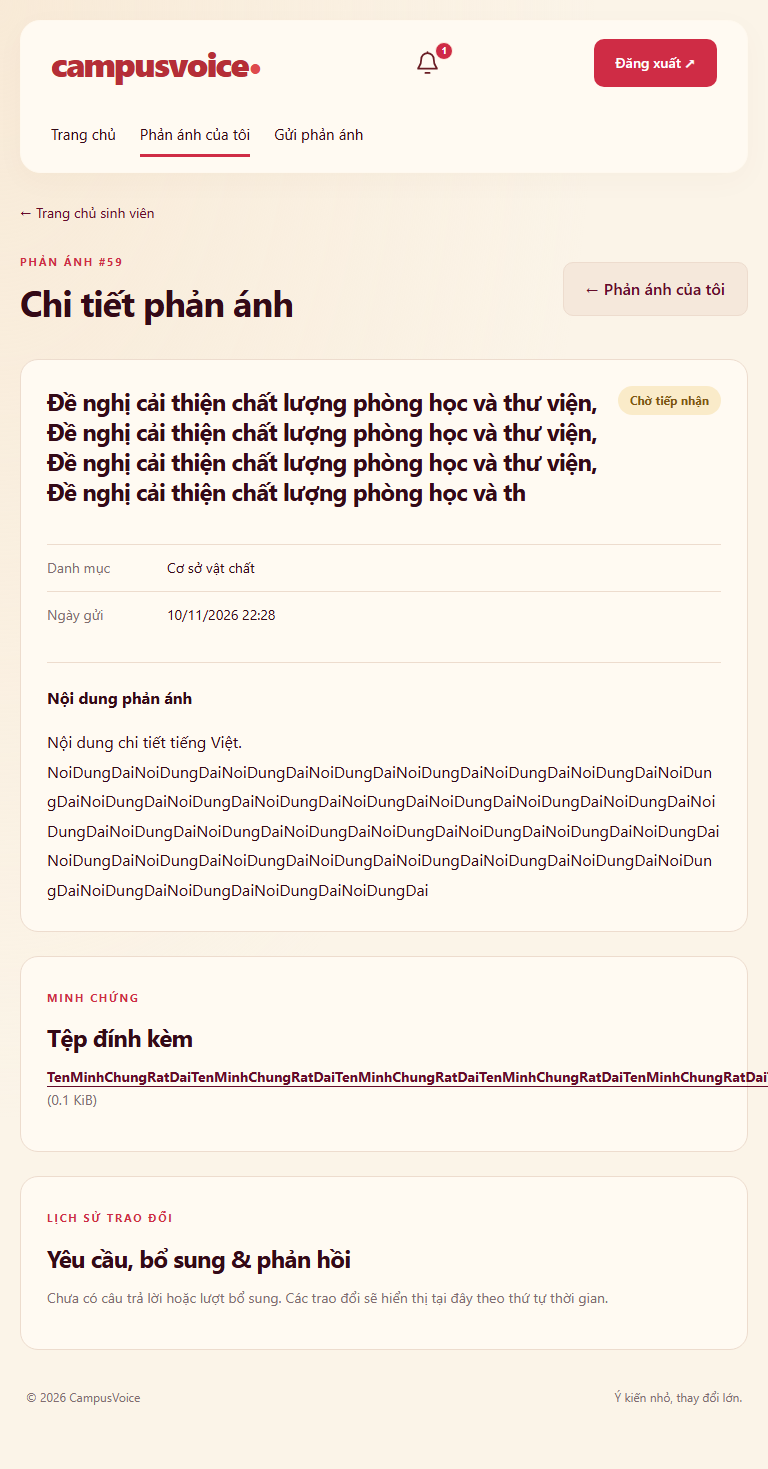 campusvoice
1
Đăng xuất ↗
Trang chủ
Phản ánh của tôi
Gửi phản ánh
← Trang chủ sinh viên
PHẢN ÁNH #59
Chi tiết phản ánh
← Phản ánh của tôi
Đề nghị cải thiện chất lượng phòng học và thư viện,
Đề nghị cải thiện chất lượng phòng học và thư viện,
Đề nghị cải thiện chất lượng phòng học và thư viện,
Đề nghị cải thiện chất lượng phòng học và th
Chờ tiếp nhận
Danh mục Cơ sở vật chất
Ngày gửi 10/11/2026 22:28
Nội dung phản ánh
Nội dung chi tiết tiếng Việt.
NoiDungDaiNoiDungDaiNoiDungDaiNoiDungDaiNoiDungDaiNoiDungDaiNoiDungDaiNoiDun
gDaiNoiDungDaiNoiDungDaiNoiDungDaiNoiDungDaiNoiDungDaiNoiDungDaiNoiDungDaiNoi
DungDaiNoiDungDaiNoiDungDaiNoiDungDaiNoiDungDaiNoiDungDaiNoiDungDaiNoiDungDai
NoiDungDaiNoiDungDaiNoiDungDaiNoiDungDaiNoiDungDaiNoiDungDaiNoiDungDaiNoiDun
gDaiNoiDungDaiNoiDungDaiNoiDungDaiNoiDungDai
MINH CHỨNG
Tệp đính kèm
TenMinhChungRatDaiTenMinhChungRatDaiTenMinhChungRatDaiTenMinhChungRatDaiTenMinhChungRatDai
(0.1 KiB)
LỊCH SỬ TRAO ĐỔI
Yêu cầu, bổ sung & phản hồi
Chưa có câu trả lời hoặc lượt bổ sung. Các trao đổi sẽ hiển thị tại đây theo thứ tự thời gian.
© 2026 CampusVoice
Ý kiến nhỏ, thay đổi lớn.